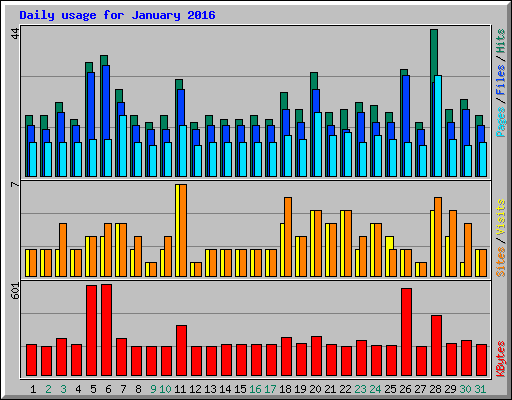 Daily usage for January 2016
44
Pages / Files / Hits
7
Sites / Visits
601
KBytes
1 2 3 4 5 6 7 8 9 10 11 12 13 14 15 16 17 18 19 20 21 22 23 24 25 26 27 28 29 30 31